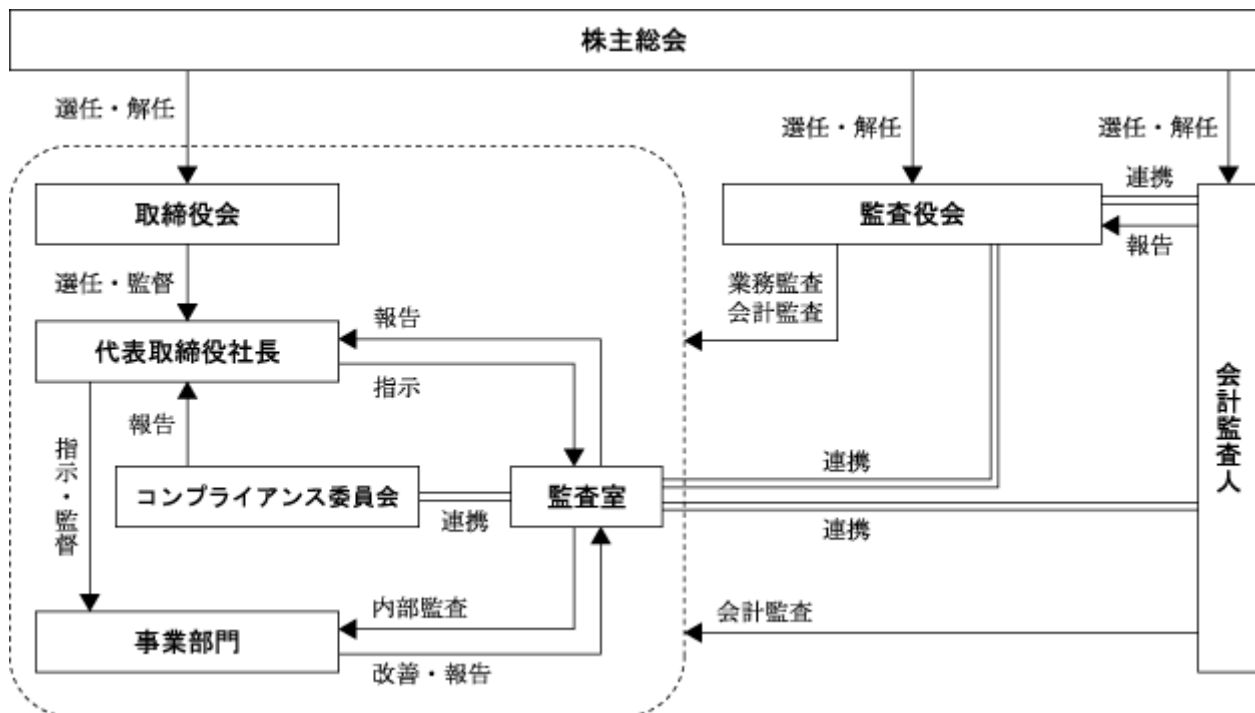 株主総会
選任・解任
選任・解任
選任・解任
取締役会
監査役会
連携
報告
選任・監督
業務監査
会計監査
代表取締役社長
報告
指示
会計監査人
報告
指示・監督
コンプライアンス委員会
連携
監査室
連携
連携
内部監査
会計監査
事業部門
改善・報告